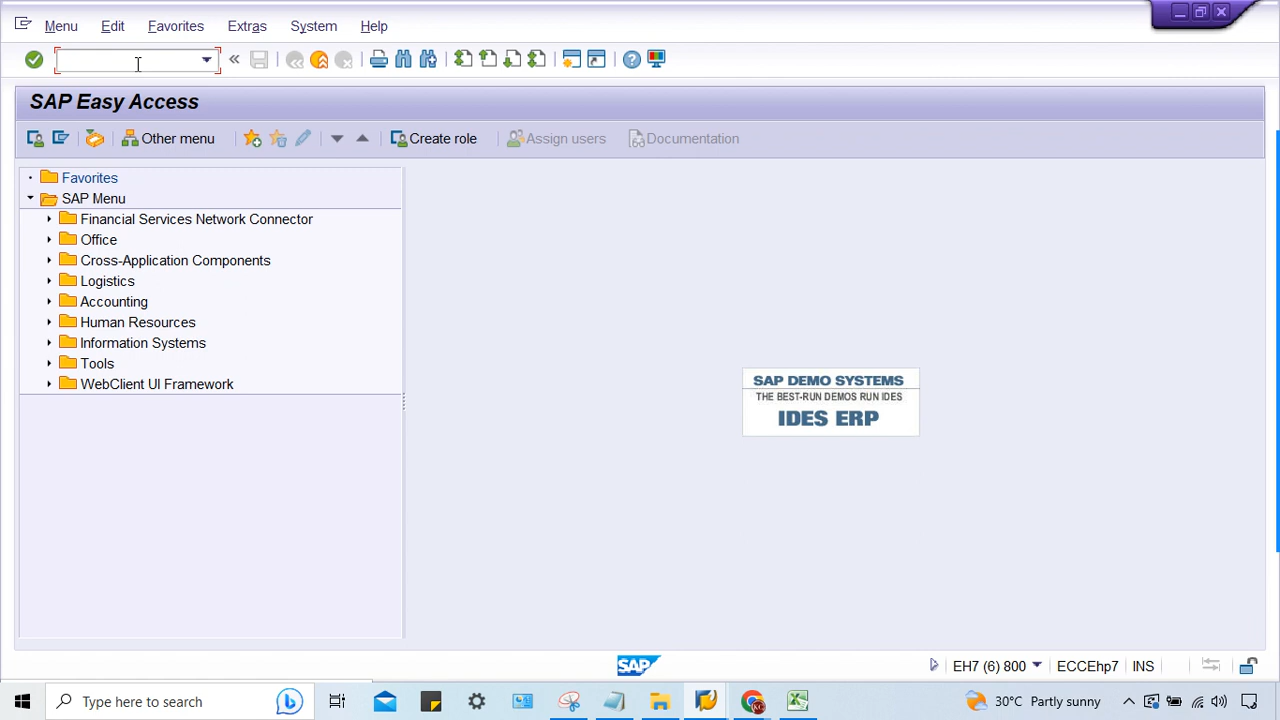 Menu Edit Favorites Extras System Help
SAP Easy Access
Other menu Create role Assign users Documentation
Favorites
SAP Menu
Financial Services Network Connector
Office
Cross-Application Components
Logistics
Accounting
Human Resources
Information Systems
Tools
WebClient UI Framework
SAP DEMO SYSTEMS
THE BEST-RUN DEMOS RUN IDES
IDES ERP
SAP EH7 (6) 800 ECCEhp7 INS
Type here to search 30°C Partly sunny